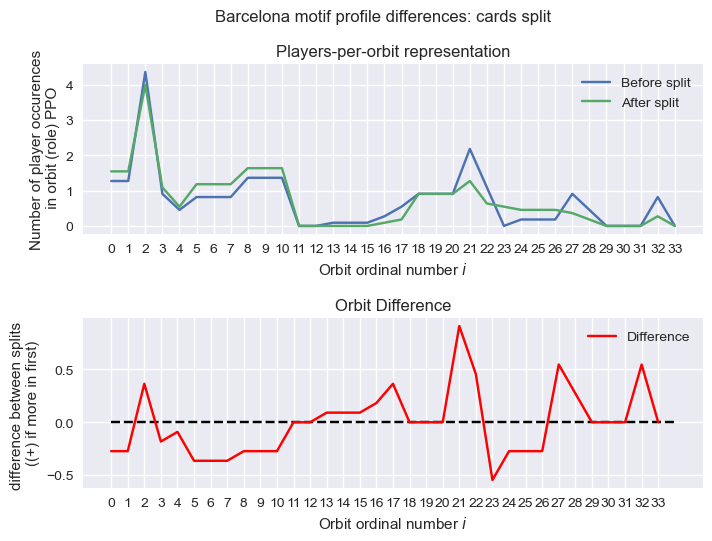 Barcelona motif profile differences: cards split
Players-per-orbit representation
Number of player occurences
in orbit (role) PPO
4
3
2
1
0
Before split
After split
0 1 2 3 4 5 6 7 8 9 10 11 12 13 14 15 16 17 18 19 20 21 22 23 24 25 26 27 28 29 30 31 32 33
Orbit ordinal number i
Orbit Difference
difference between splits
((+) if more in first)
0.5
0.0
−0.5
Difference
0 1 2 3 4 5 6 7 8 9 10 11 12 13 14 15 16 17 18 19 20 21 22 23 24 25 26 27 28 29 30 31 32 33
Orbit ordinal number i